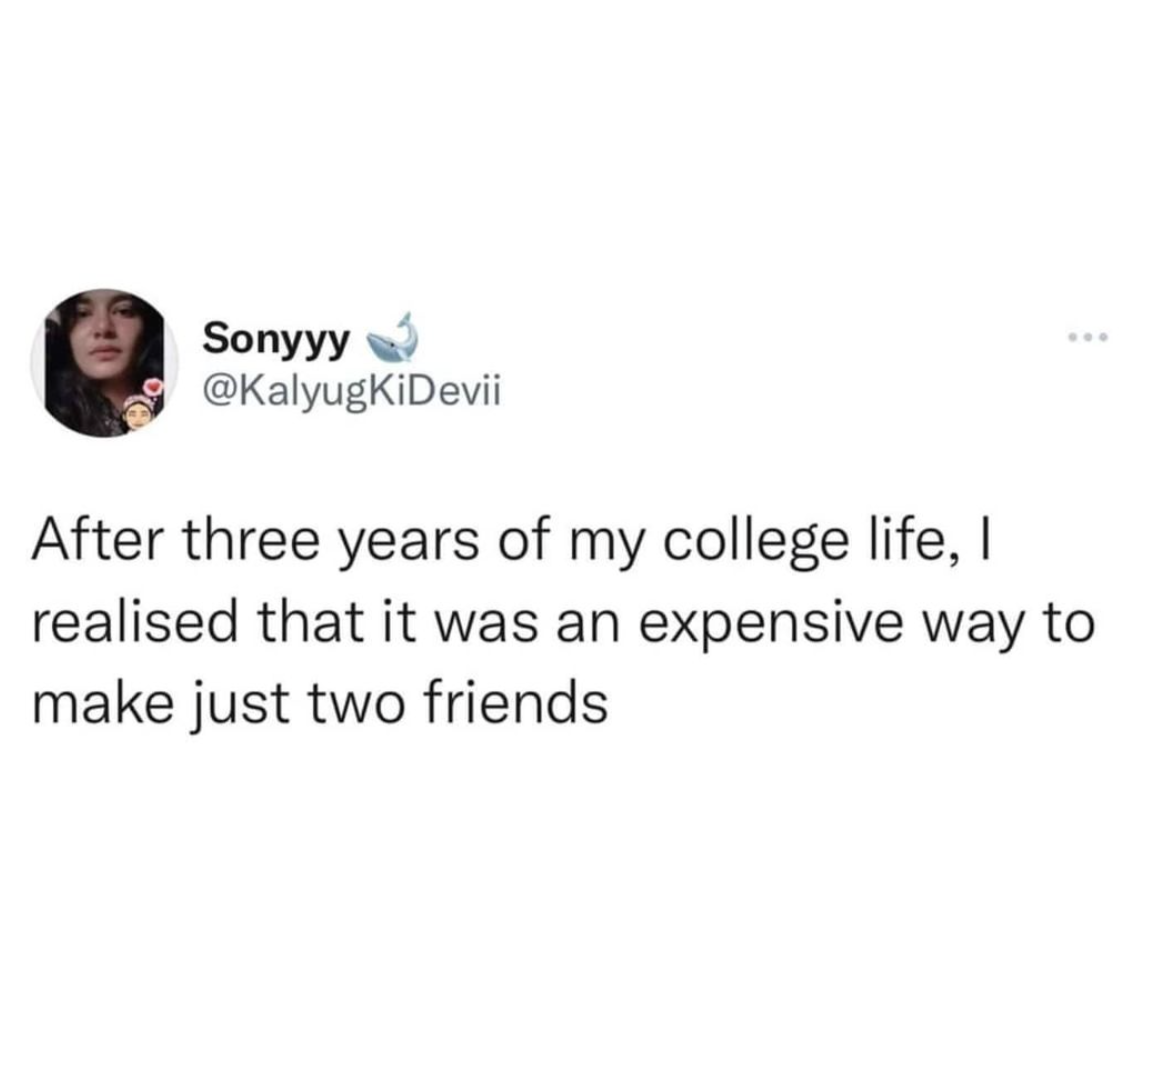 Sonyyy 🐳
@KalyugKiDevii
After three years of my college life, I
realised that it was an expensive way to
make just two friends